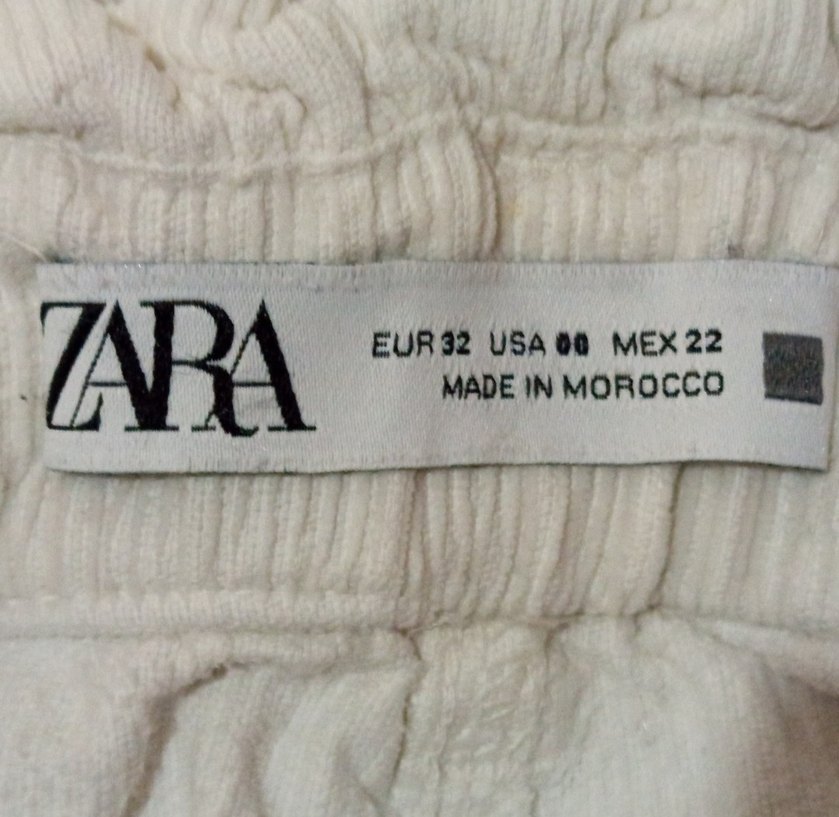 ZARA
EUR 32 USA 00 MEX 22
MADE IN MOROCCO